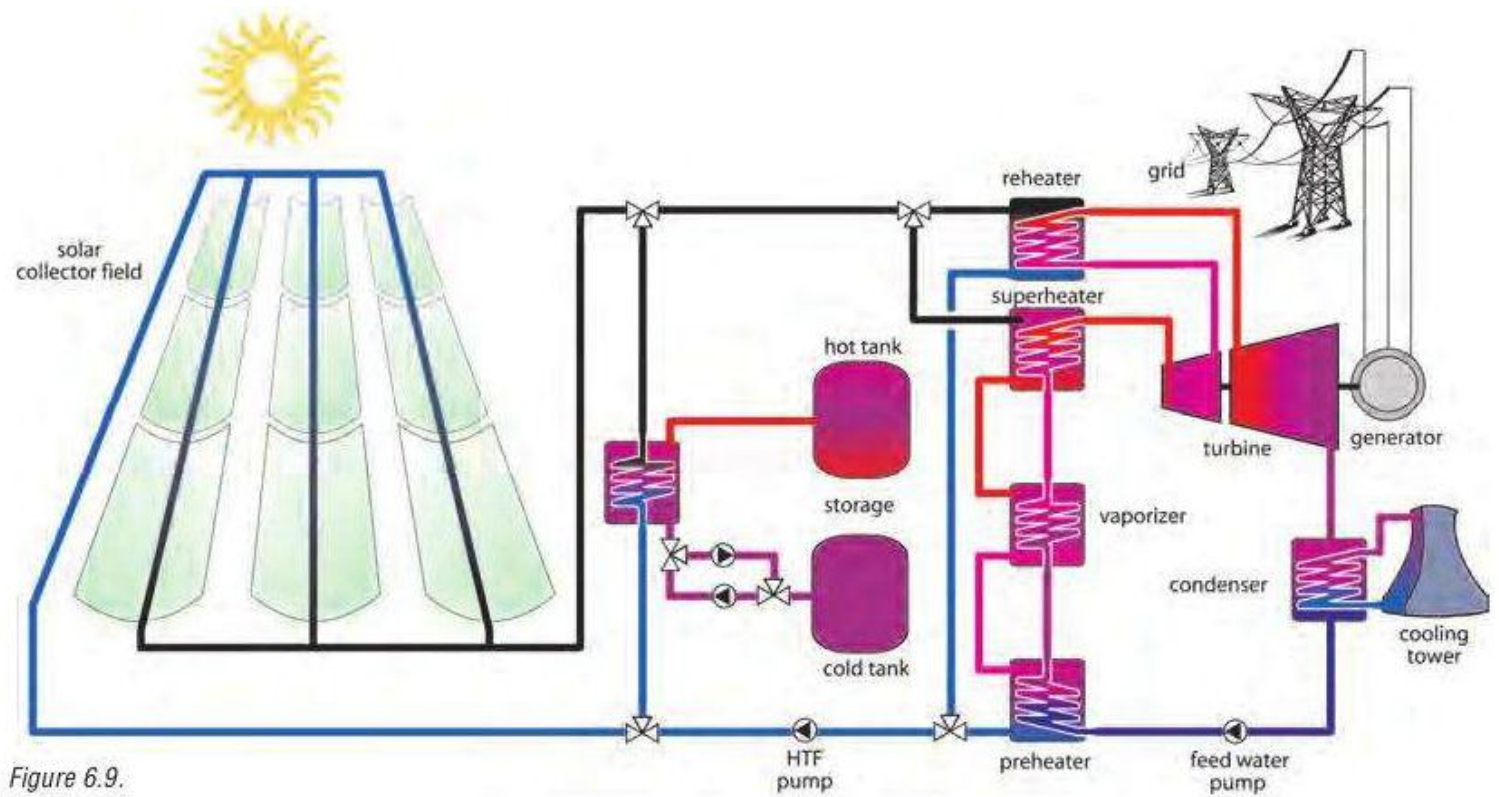 solar
collector field
reheater
grid
superheater
hot tank
storage
cold tank
vaporizer
turbine
generator
condenser
cooling
tower
HTF
pump
preheater
feed water
pump
Figure 6.9.